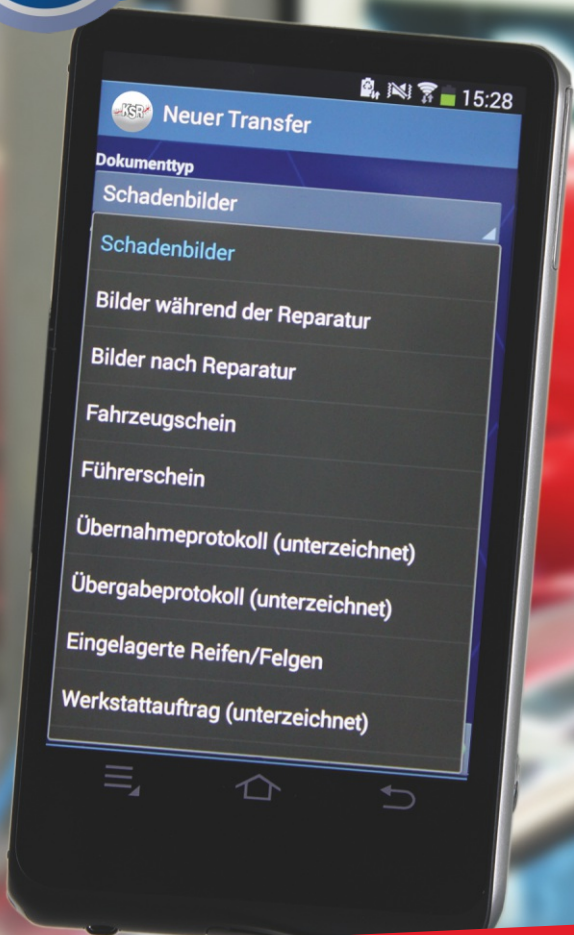 15:28
KSR
Neuer Transfer
Dokumenttyp
Schadenbilder
Schadenbilder
Bilder während der Reparatur
Bilder nach Reparatur
Fahrzeugschein
Führerschein
Übernahmeprotokoll (unterzeichnet)
Übergabeprotokoll (unterzeichnet)
Eingelagerte Reifen/Felgen
Werkstattauftrag (unterzeichnet)